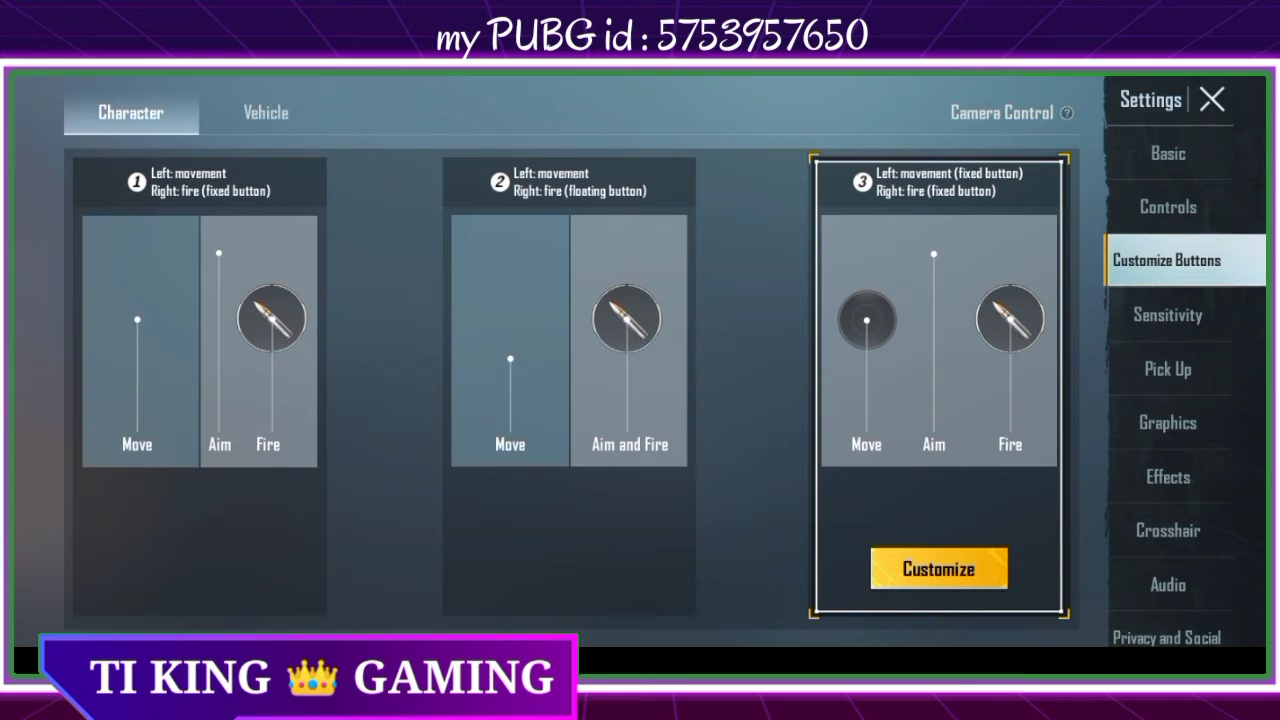 my PUBG id : 5753957650
Character
Vehicle
Camera Control ?
Settings
1 Left: movement
Right: fire (fixed button)
Move
Aim
Fire
2 Left: movement
Right: fire (floating button)
Move
Aim and Fire
3 Left: movement (fixed button)
Right: fire (fixed button)
Move
Aim
Fire
Customize
Basic
Controls
Customize Buttons
Sensitivity
Pick Up
Graphics
Effects
Crosshair
Audio
Privacy and Social
TI KING 👑 GAMING